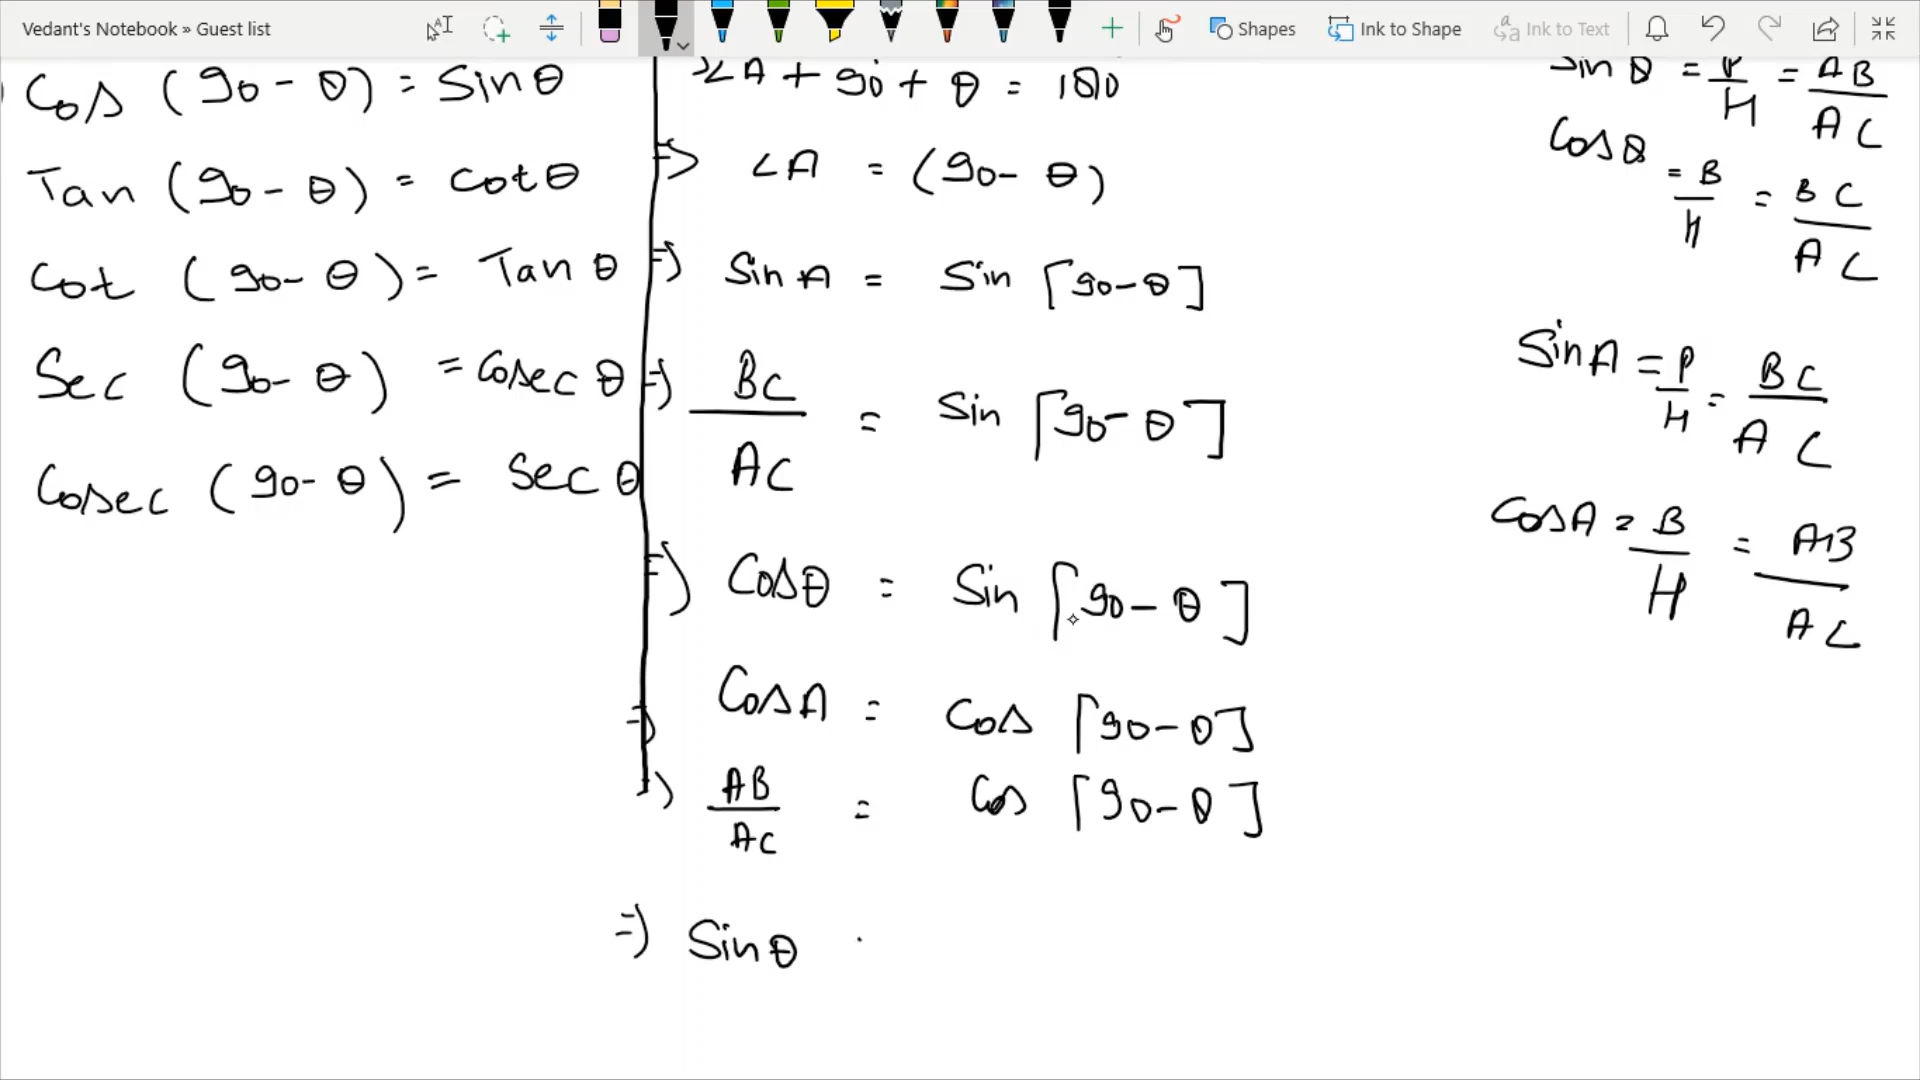 Vedant's Notebook » Guest list
Shapes
Ink to Shape
Ink to Text
Cos (90 - θ) = Sin θ
Tan (90 - θ) = cot θ
Cot (90 - θ) = Tan θ
Sec (90 - θ) = Cosec θ
Cosec (90 - θ) = Sec θ
∠A + 90° + θ = 180
=> ∠A = (90 - θ)
=> Sin A = Sin [90 - θ]
=> BC / AC = Sin [90 - θ]
=> Cos θ = Sin [90 - θ]
=> Cos A = Cos [90 - θ]
=> AB / AC = Cos [90 - θ]
=> Sin θ
Sin θ = P / H = AB / AC
Cos θ = B / H = BC / AC
Sin A = P / H = BC / AC
Cos A = B / H = AB / AC